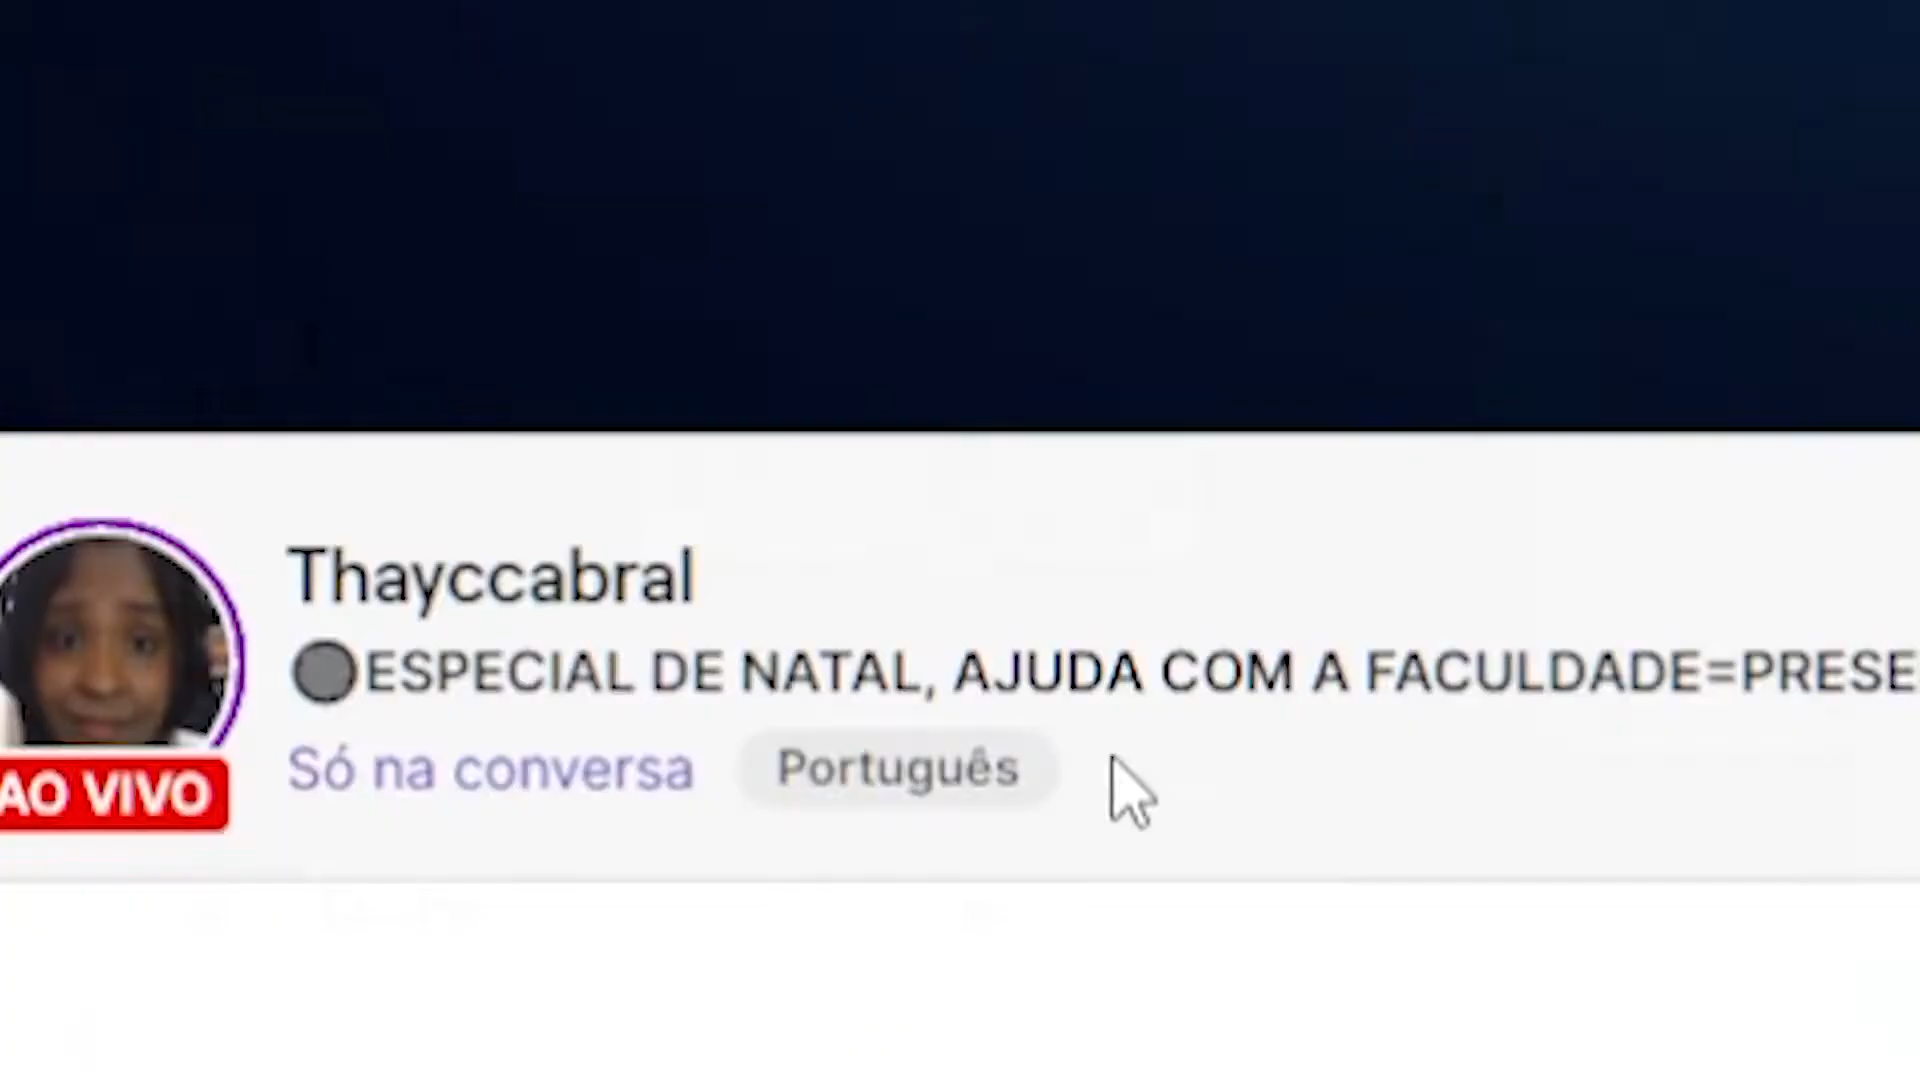 Thayccabral
ESPECIAL DE NATAL, AJUDA COM A FACULDADE=PRESE
Só na conversa
Português
AO VIVO